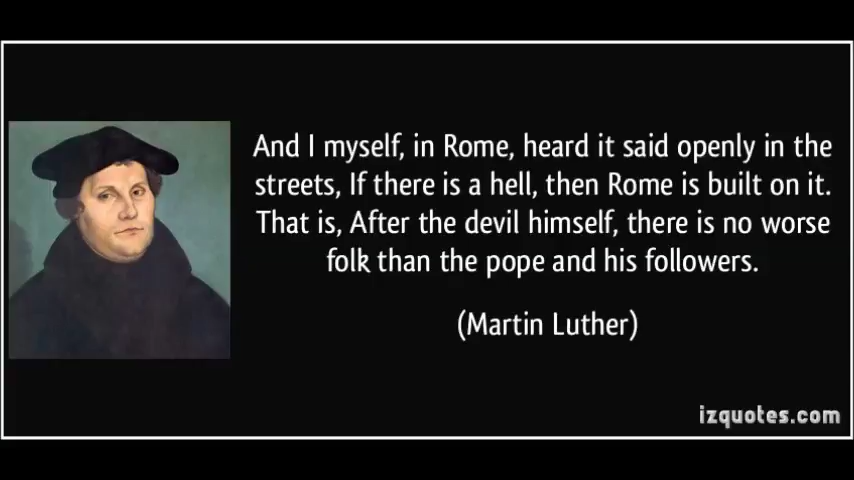 And I myself, in Rome, heard it said openly in the
streets, If there is a hell, then Rome is built on it.
That is, After the devil himself, there is no worse
folk than the pope and his followers.
(Martin Luther)
izquotes.com